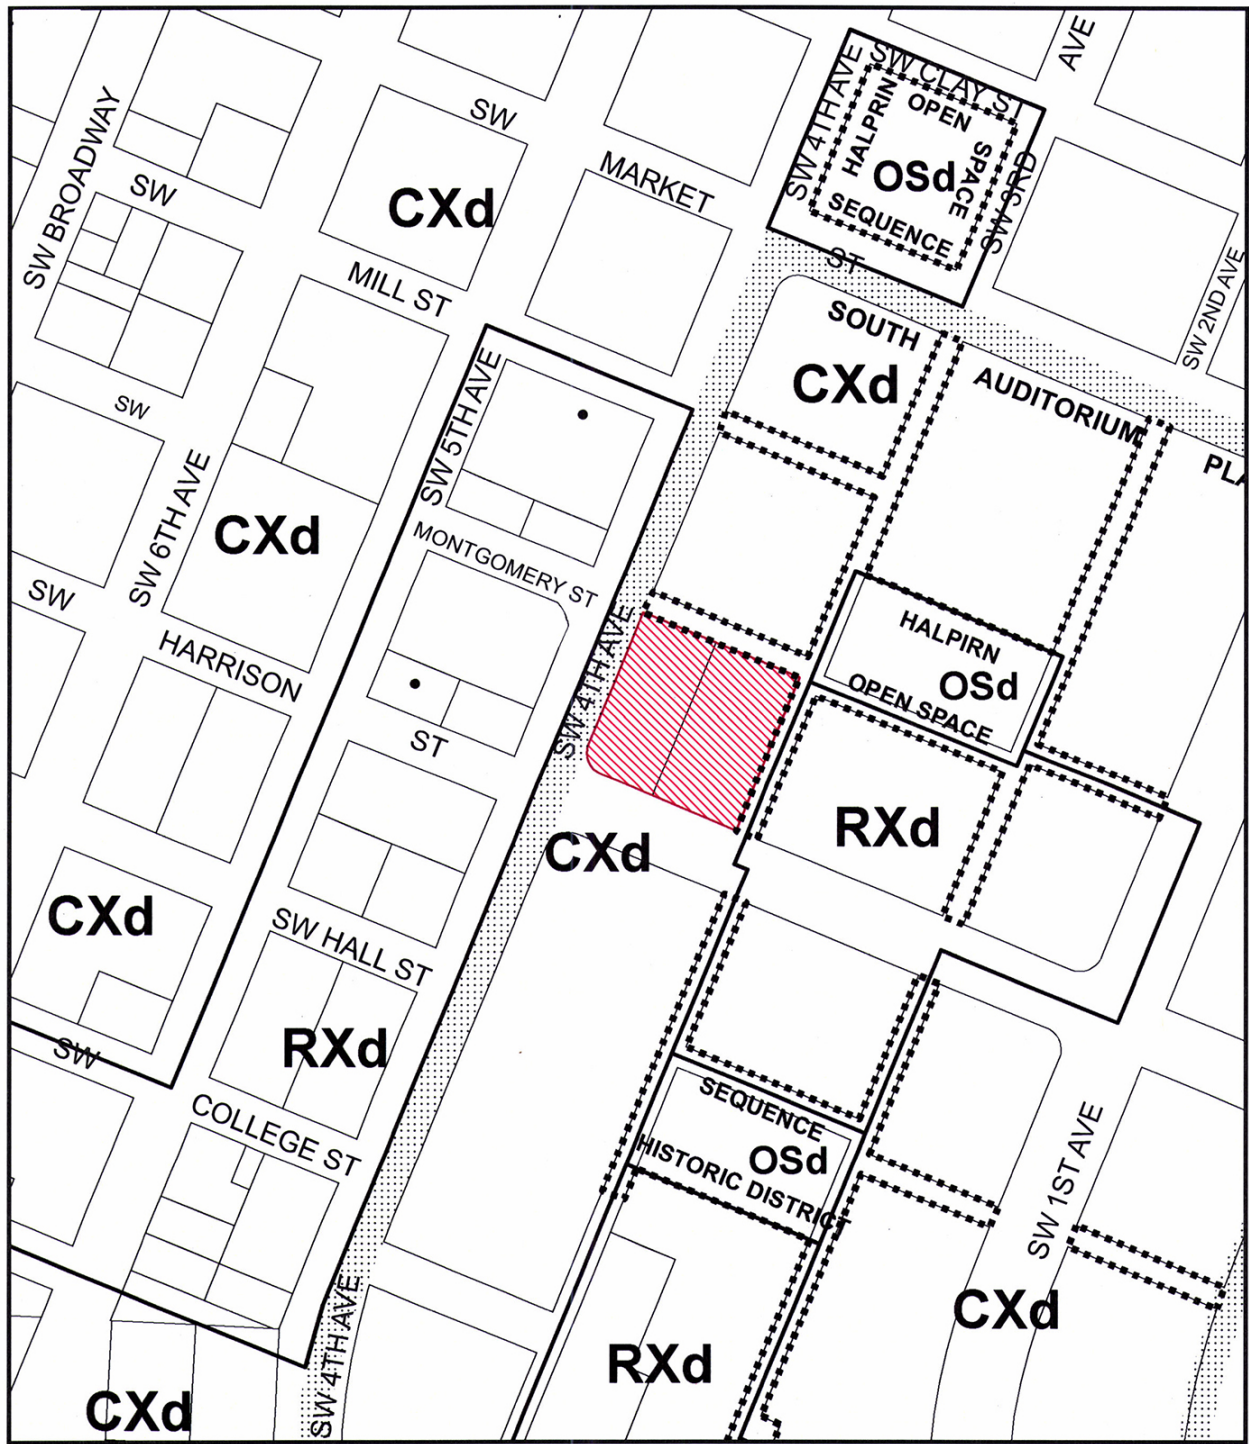 AVE
SW CLAY ST
SW 4TH AVE
HALPRIN
OPEN
SPACE
OSd
SEQUENCE
SW 3RD
SW BROADWAY
SW
SW
MARKET
CXd
ST
SW 2ND AVE
MILL ST
SOUTH
CXd
AUDITORIUM
SW
SW 5TH AVE
PLA
SW 6TH AVE
CXd
MONTGOMERY ST
SW
SW 4TH AVE
HALPIRN
OSd
OPEN SPACE
HARRISON
ST
RXd
CXd
CXd
SW HALL ST
SW
RXd
COLLEGE ST
SEQUENCE
OSd
HISTORIC DISTRICT
SW 1ST AVE
CXd
SW 4TH AVE
RXd
CXd